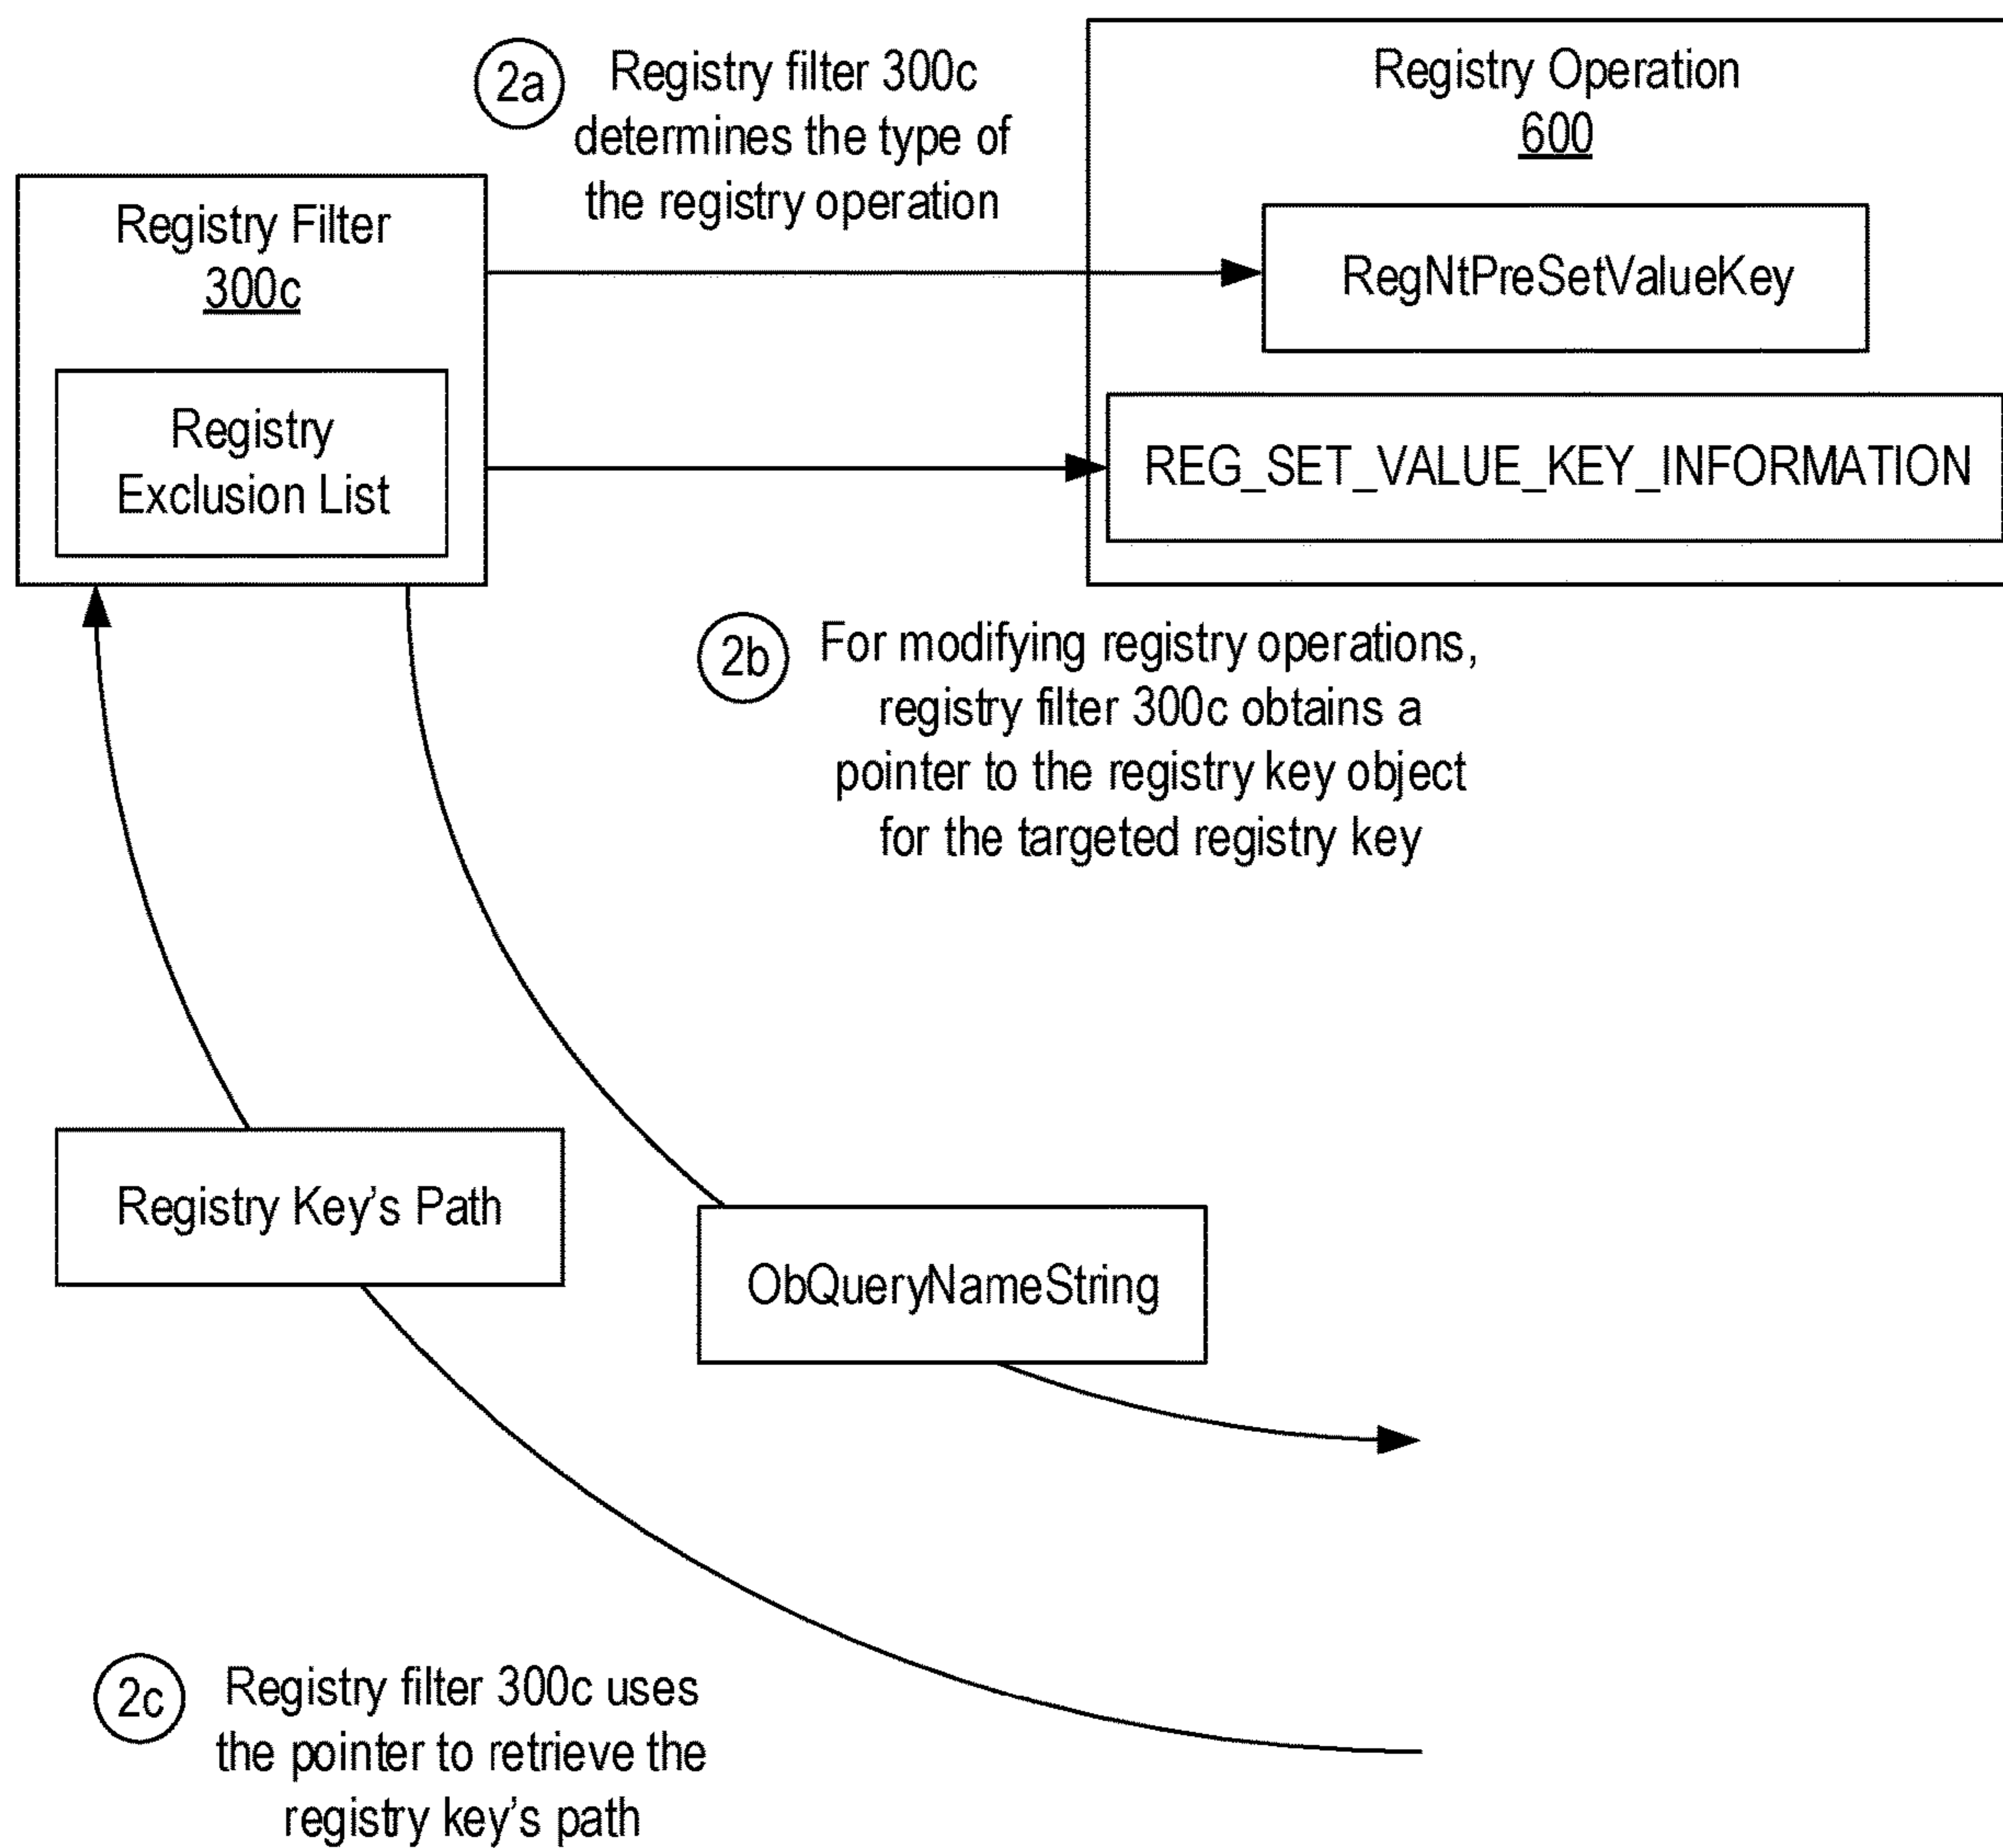 2a
Registry filter 300c
determines the type of
the registry operation
Registry Operation
600
Registry Filter
300c
RegNtPreSetValueKey
Registry
Exclusion List
REG_SET_VALUE_KEY_INFORMATION
2b
For modifying registry operations,
registry filter 300c obtains a
pointer to the registry key object
for the targeted registry key
Registry Key's Path
ObQueryNameString
2c
Registry filter 300c uses
the pointer to retrieve the
registry key's path